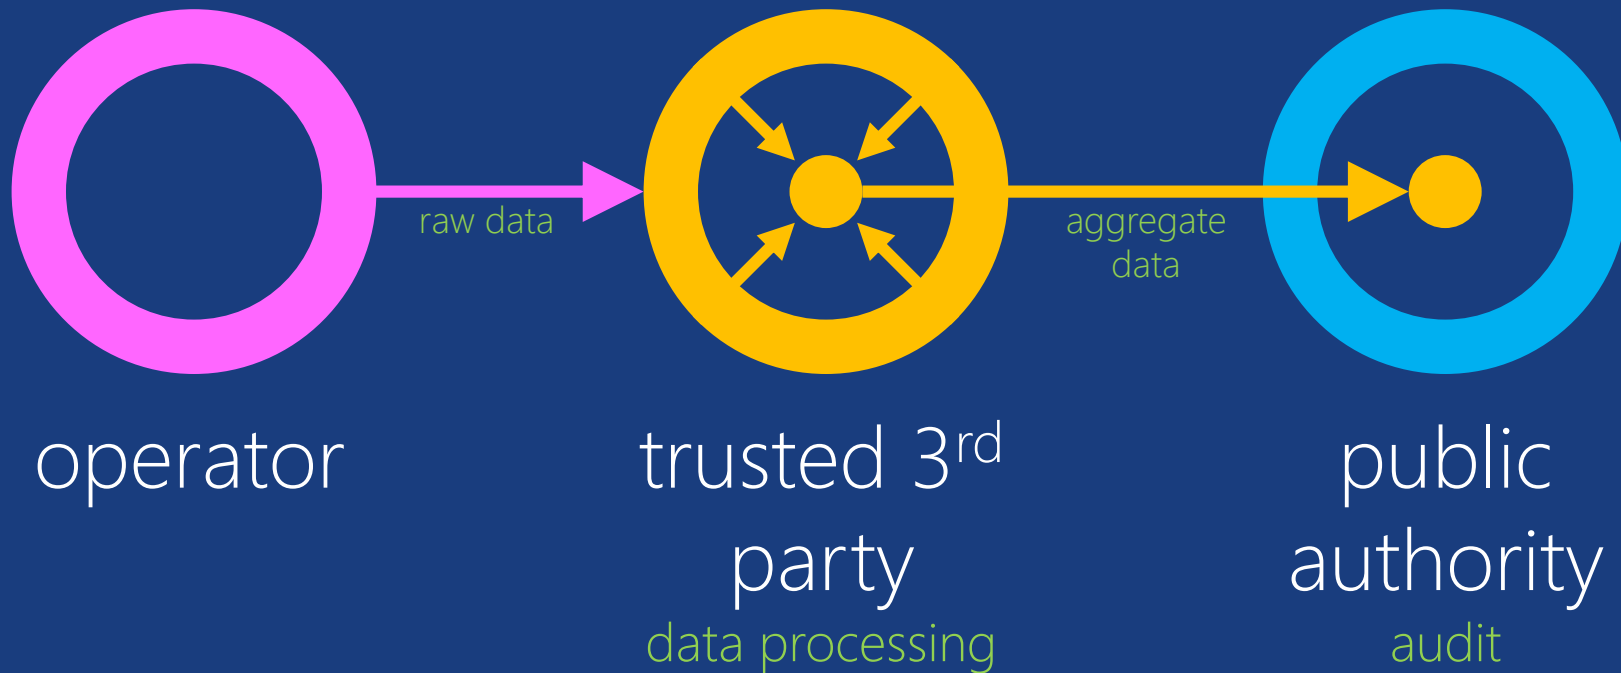 raw data
aggregate
data
operator
trusted 3rd
party
data processing
public
authority
audit